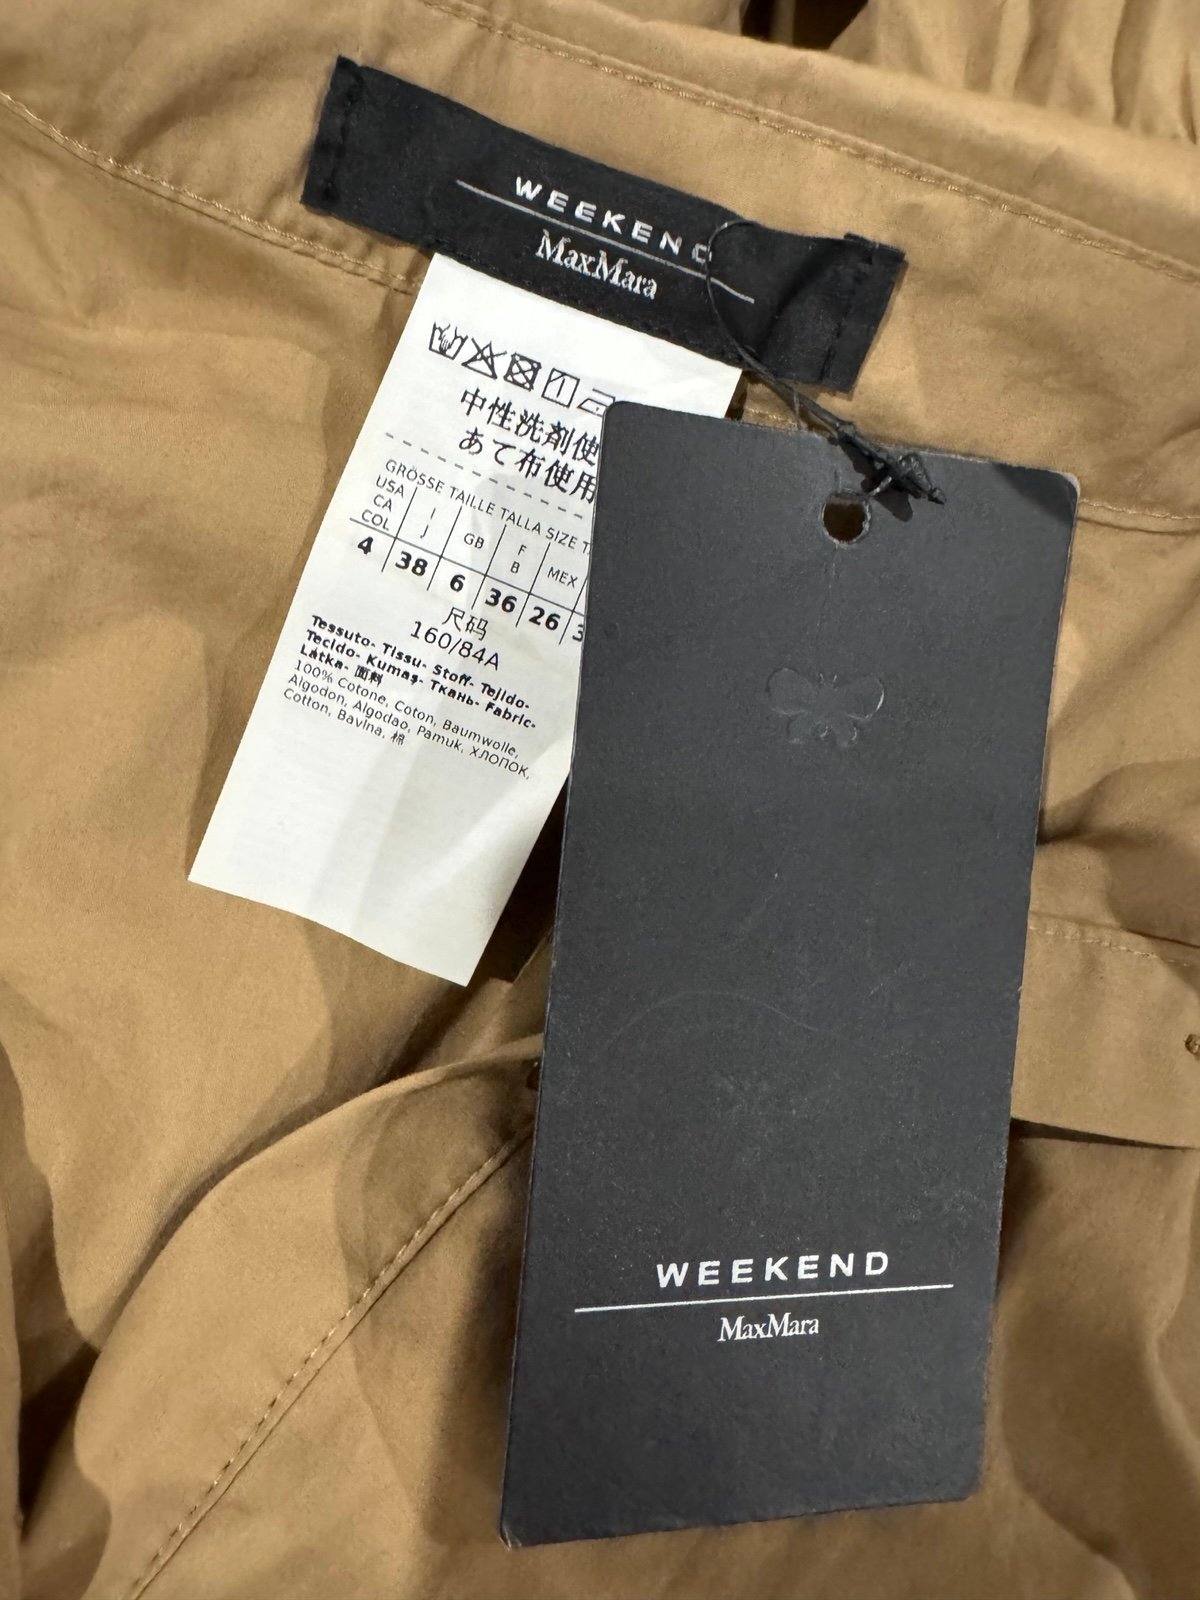 WEEKEND
MaxMara
中性洗剤使
あて布使用
GRÖSSE TAILLE TALLA SIZE
USA
CA
COL
I
J
GB
F
B
MEX
4 38 6 36 26 3
尺码
160/84A
Tessuto- Tissu- Stoff- Tejido-
Tecido- Kumaş- Ткань- Fabric-
Látka- 面料
100% Cotone, Coton, Baumwolle,
Algodon, Algodao, Pamuk, ХЛОПОК,
Cotton, Bavlna, 棉
WEEKEND
MaxMara